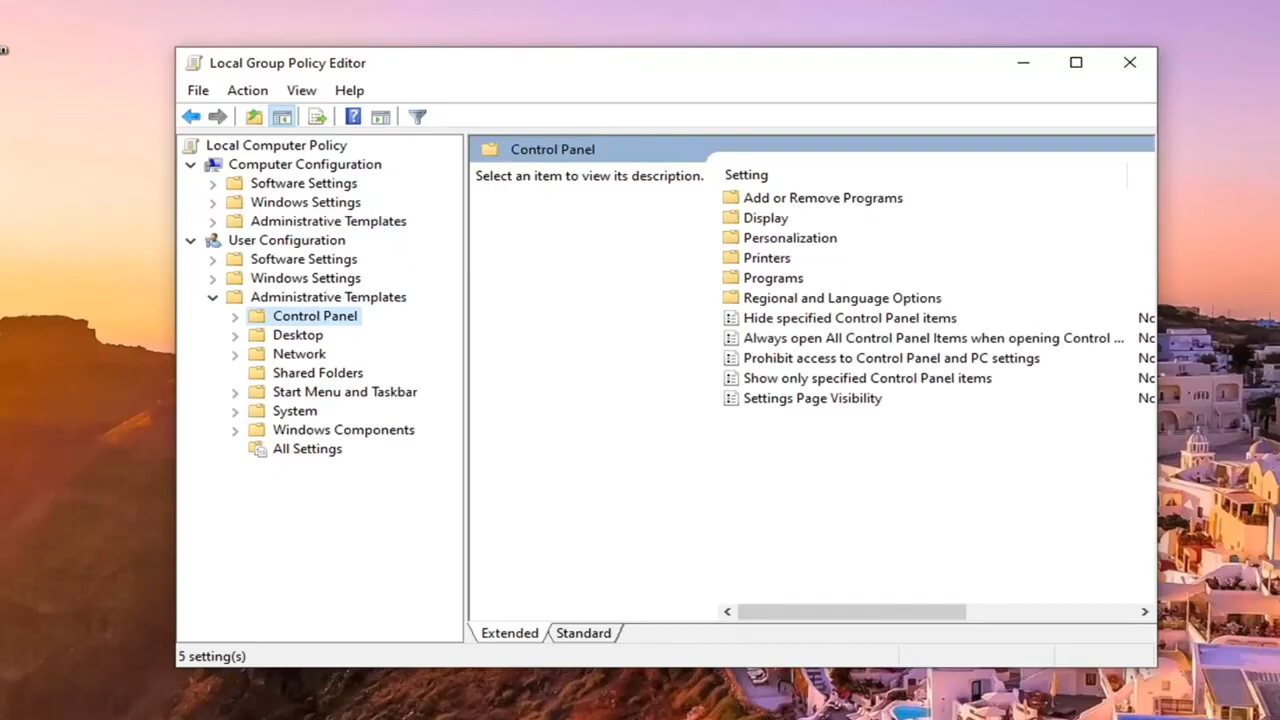 Local Group Policy Editor
File Action View Help
Local Computer Policy
Computer Configuration
Software Settings
Windows Settings
Administrative Templates
User Configuration
Software Settings
Windows Settings
Administrative Templates
Control Panel
Desktop
Network
Shared Folders
Start Menu and Taskbar
System
Windows Components
All Settings
Control Panel
Select an item to view its description.
Setting
Add or Remove Programs
Display
Personalization
Printers
Programs
Regional and Language Options
Hide specified Control Panel items Nc
Always open All Control Panel Items when opening Control ... Nc
Prohibit access to Control Panel and PC settings Nc
Show only specified Control Panel items Nc
Settings Page Visibility Nc
Extended Standard
5 setting(s)